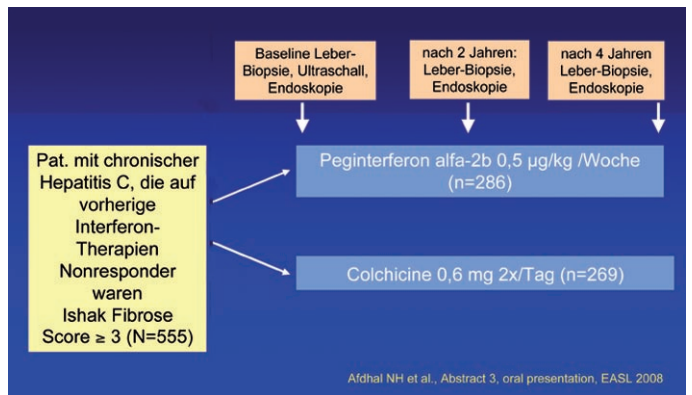 Baseline Leber-
Biopsie, Ultraschall,
Endoskopie
nach 2 Jahren:
Leber-Biopsie,
Endoskopie
nach 4 Jahren
Leber-Biopsie,
Endoskopie
Pat. mit chronischer
Hepatitis C, die auf
vorherige
Interferon-
Therapien
Nonresponder
waren
Ishak Fibrose
Score ≥ 3 (N=555)
Peginterferon alfa-2b 0,5 µg/kg /Woche
(n=286)
Colchicine 0,6 mg 2x/Tag (n=269)
Afdhal NH et al., Abstract 3, oral presentation, EASL 2008